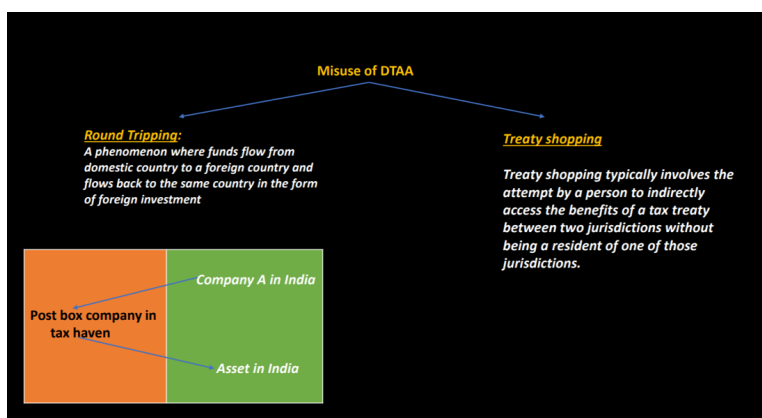 Misuse of DTAA
Round Tripping:
A phenomenon where funds flow from
domestic country to a foreign country and
flows back to the same country in the form
of foreign investment
Treaty shopping
Treaty shopping typically involves the
attempt by a person to indirectly
access the benefits of a tax treaty
between two jurisdictions without
being a resident of one of those
jurisdictions.
Company A in India
Post box company in
tax haven
Asset in India